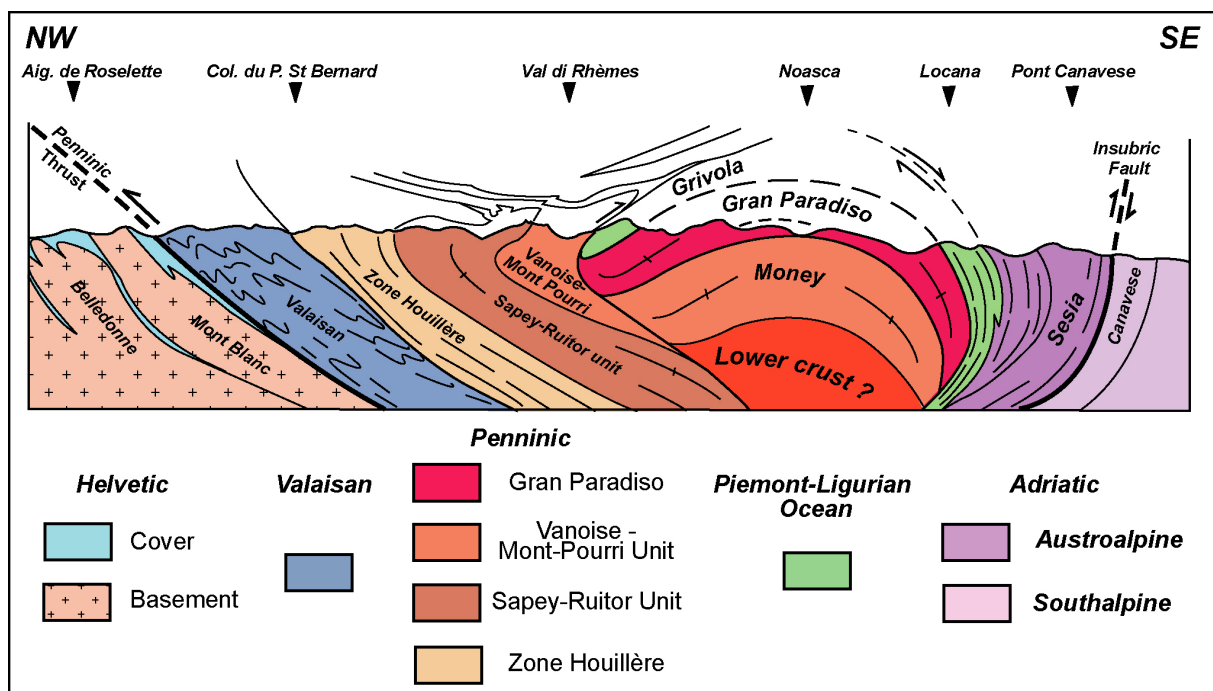 NW
SE
Aig. de Roselette
Col. du P. St Bernard
Val di Rhèmes
Noasca
Locana
Pont Canavese
Penninic
Thrust
Insubric
Fault
Grivola
Gran Paradiso
Belledonne
Mont Blanc
Valaisan
Zone Houillère
Sapey-Ruitor unit
Vanoise-
Mont Pourri
Money
Lower crust ?
Sesia
Canavese
Penninic
Helvetic
Cover
Basement
Valaisan
Gran Paradiso
Vanoise -
Mont-Pourri Unit
Sapey-Ruitor Unit
Zone Houillère
Piemont-Ligurian
Ocean
Adriatic
Austroalpine
Southalpine